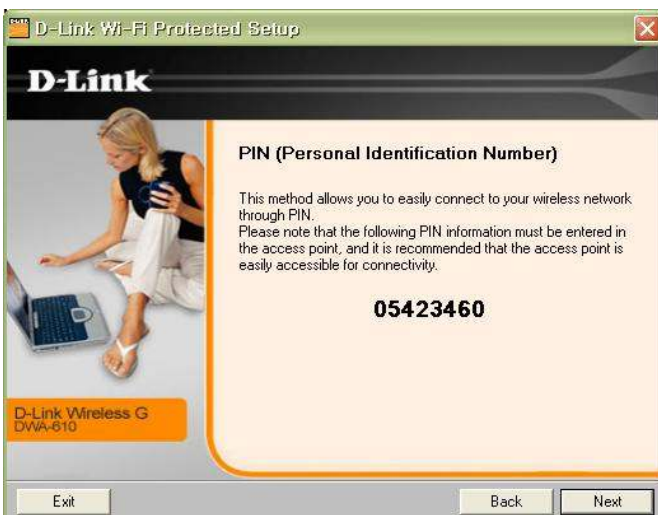 D-Link Wi-Fi Protected Setup
D-Link
PIN (Personal Identification Number)
This method allows you to easily connect to your wireless network
through PIN.
Please note that the following PIN information must be entered in
the access point, and it is recommended that the access point is
easily accessible for connectivity.
05423460
D-Link Wireless G
DWA-610
Exit
Back
Next